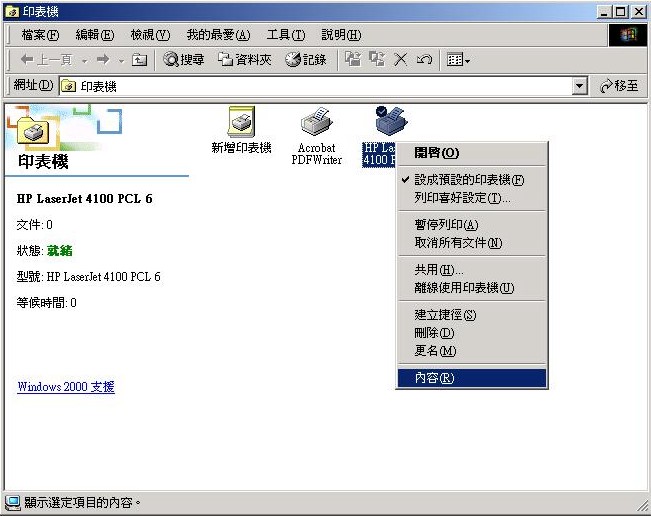 印表機
檔案(F) 編輯(E) 檢視(V) 我的最愛(A) 工具(T) 說明(H)
上一頁 搜尋 資料夾 記錄
網址(D) 印表機 移至
印表機
HP LaserJet 4100 PCL 6
文件: 0
狀態: 就緒
型號: HP LaserJet 4100 PCL 6
等候時間: 0
Windows 2000 支援
新增印表機
Acrobat
PDFWriter
HP La
4100 P
開啓(O)
設成預設的印表機(F)
列印喜好設定(T)...
暫停列印(A)
取消所有文件(N)
共用(H)...
離線使用印表機(U)
建立捷徑(S)
刪除(D)
更名(M)
內容(R)
顯示選定項目的內容。